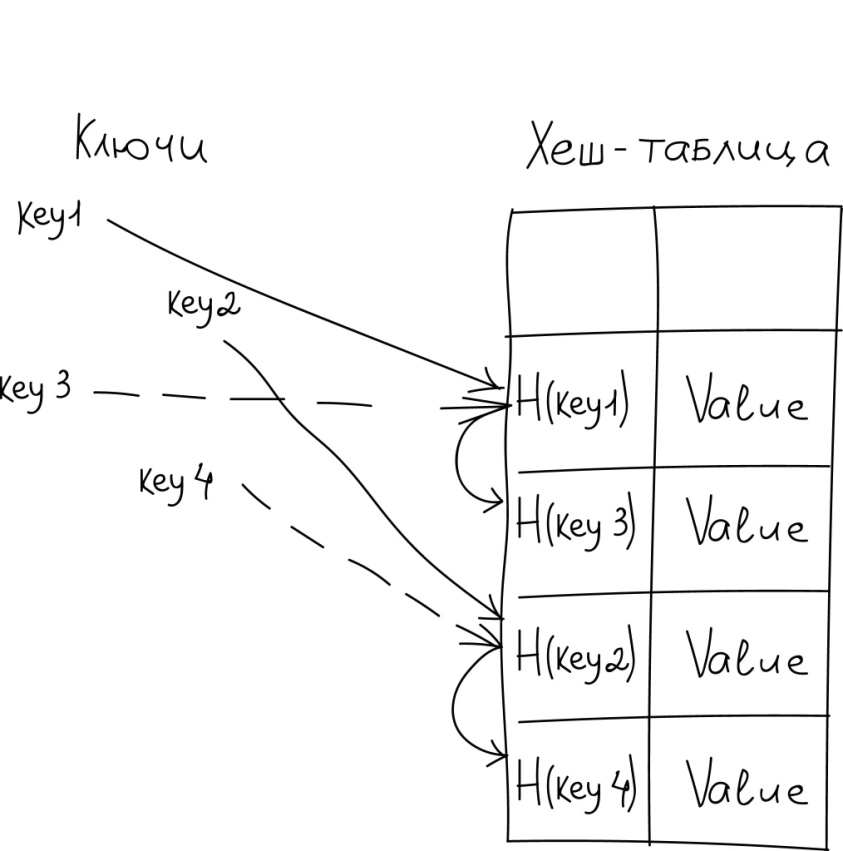 Ключи
Хеш-таблица
Key1
Key2
Key 3
Key 4
H(Key1) Value
H(Key 3) Value
H(Key2) Value
H(Key 4) Value